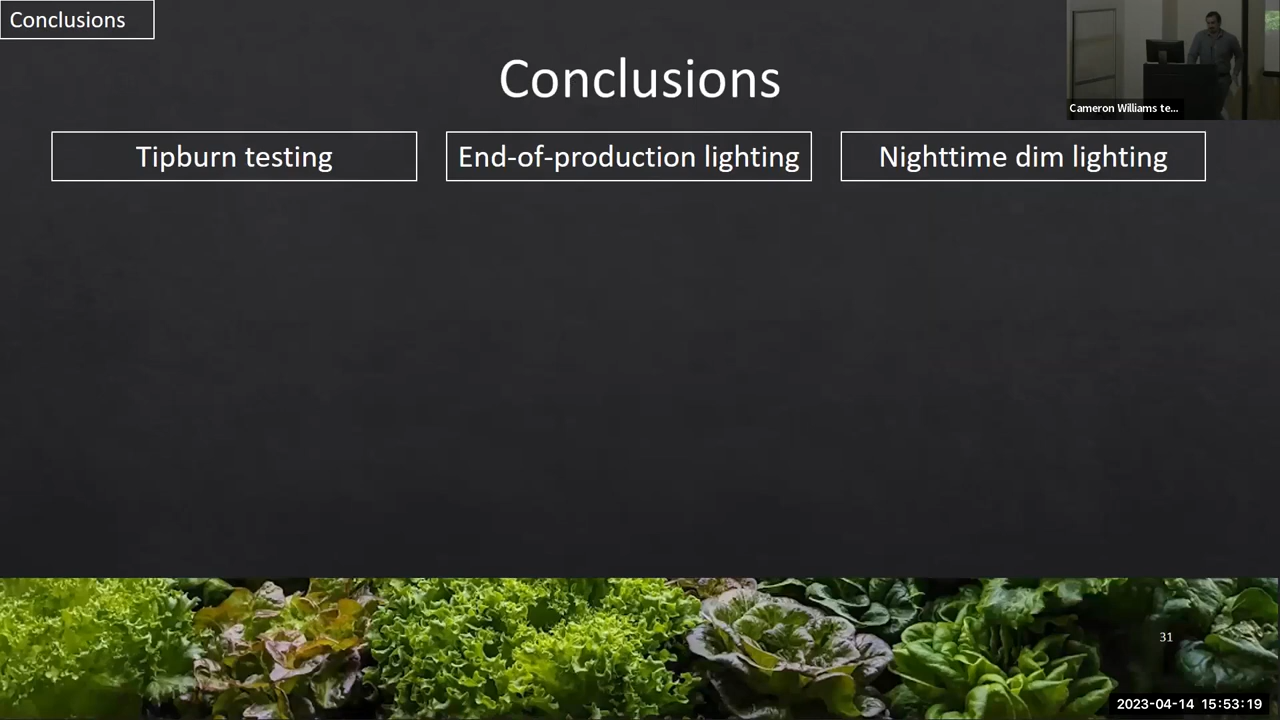 Conclusions
Conclusions
Cameron Williams te...
Tipburn testing
End-of-production lighting
Nighttime dim lighting
31
2023-04-14 15:53:19